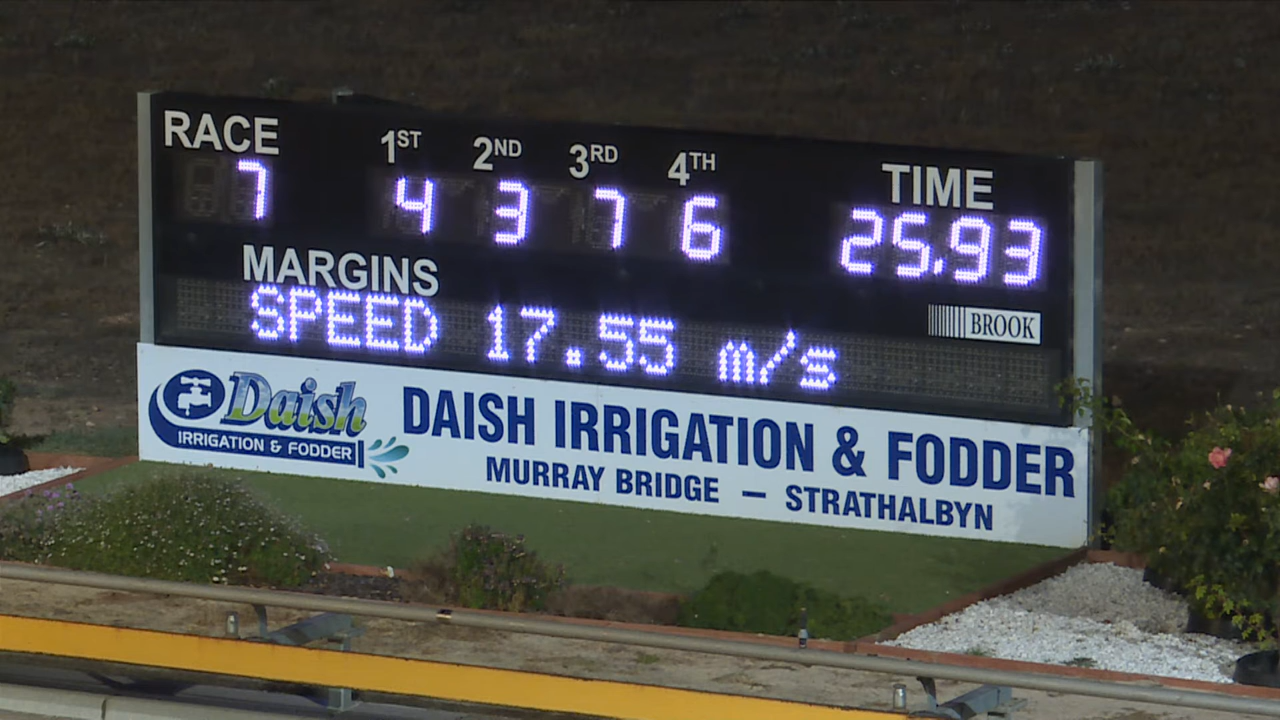 RACE 1ST 2ND 3RD 4TH TIME
7 4 3 7 6 25.93
MARGINS
SPEED 17.55 m/s
BROOK
Daish
IRRIGATION & FODDER
DAISH IRRIGATION & FODDER
MURRAY BRIDGE – STRATHALBYN